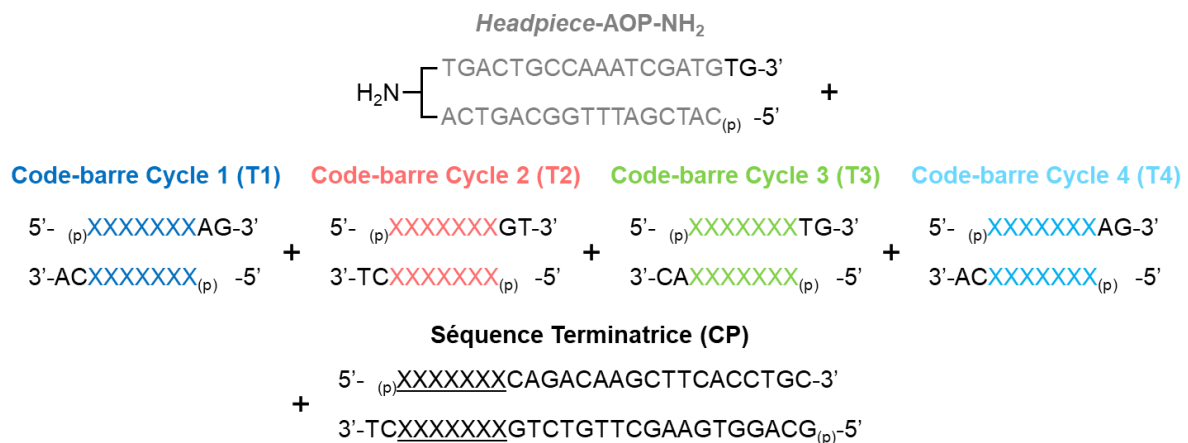 Headpiece-AOP-NH₂
TGACTGCCAAATCGATGTG-3’
H₂N
+
ACTGACGGTTTAGCTAC(p) -5’
Code-barre Cycle 1 (T1) Code-barre Cycle 2 (T2) Code-barre Cycle 3 (T3) Code-barre Cycle 4 (T4)
5’- (p)XXXXXXXAG-3’ 5’- (p)XXXXXXXGT-3’ 5’- (p)XXXXXXXTG-3’ 5’- (p)XXXXXXXAG-3’
+ + +
3’-ACXXXXXXX(p) -5’ 3’-TCXXXXXXX(p) -5’ 3’-CAXXXXXXX(p) -5’ 3’-ACXXXXXXX(p) -5’
Séquence Terminatrice (CP)
5’- (p)XXXXXXXCAGACAAGCTTCACCTGC-3’
+
3’-TCXXXXXXXGTCTGTTCGAAGTGGACG(p)-5’